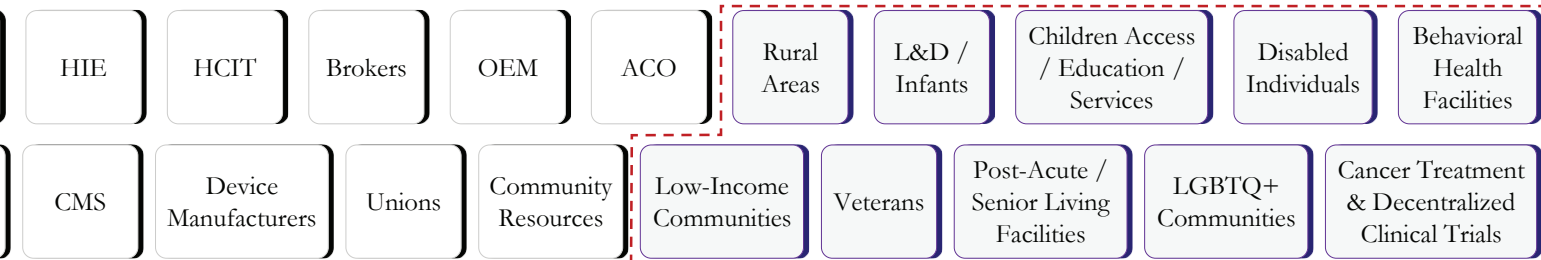 HIE
HCIT
Brokers
OEM
ACO
Rural
Areas
L&D /
Infants
Children Access
/ Education /
Services
Disabled
Individuals
Behavioral
Health
Facilities
CMS
Device
Manufacturers
Unions
Community
Resources
Low-Income
Communities
Veterans
Post-Acute /
Senior Living
Facilities
LGBTQ+
Communities
Cancer Treatment
& Decentralized
Clinical Trials